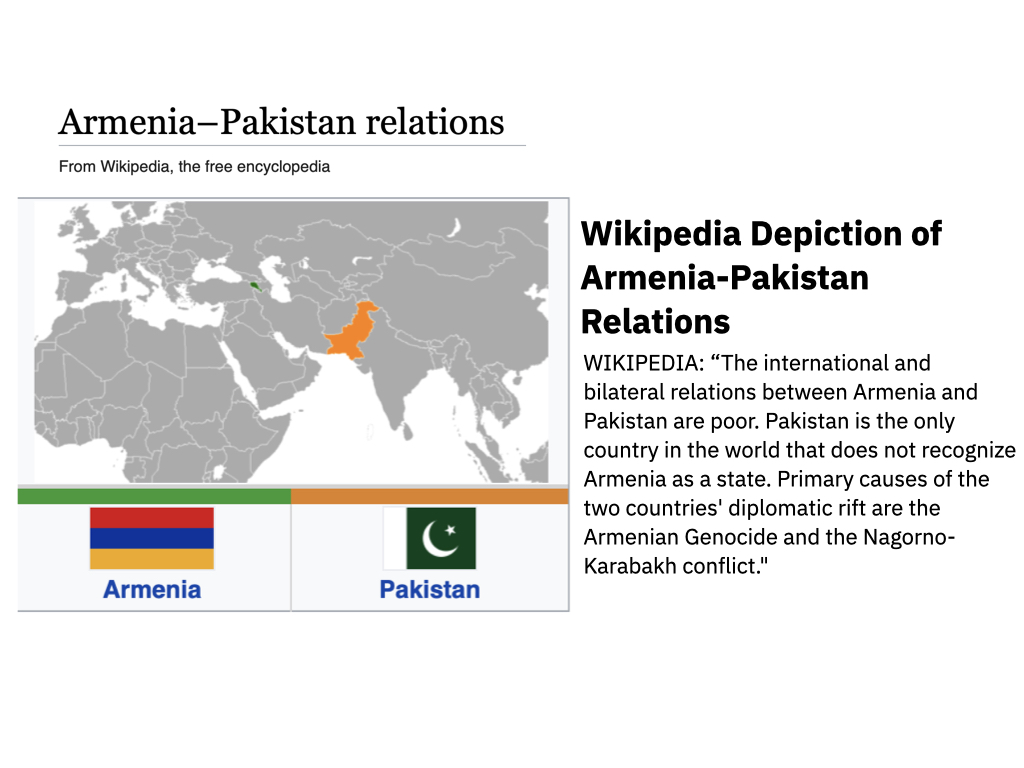 Armenia–Pakistan relations
From Wikipedia, the free encyclopedia
Wikipedia Depiction of
Armenia-Pakistan
Relations
WIKIPEDIA: “The international and
bilateral relations between Armenia and
Pakistan are poor. Pakistan is the only
country in the world that does not recognize
Armenia as a state. Primary causes of the
two countries' diplomatic rift are the
Armenian Genocide and the Nagorno-
Karabakh conflict."
Armenia
Pakistan